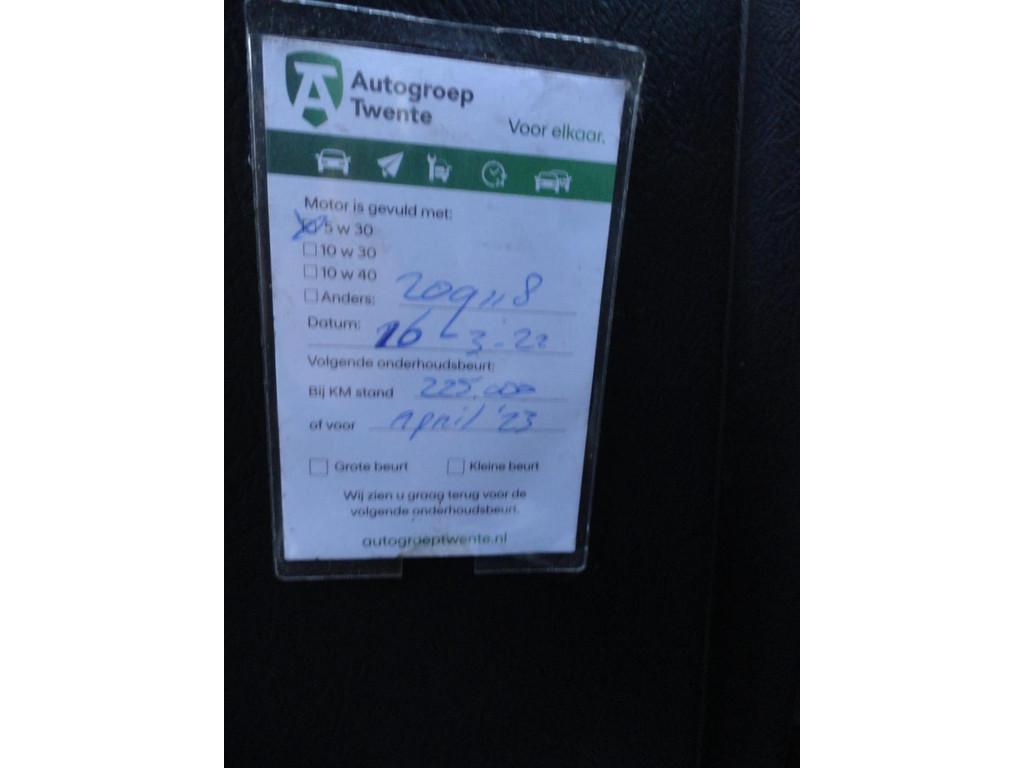 Autogroep
Twente
Voor elkaar.
Motor is gevuld met:
5 w 30
10 w 30
10 w 40
Anders:
Datum: 16-3-22
Volgende onderhoudsbeurt:
Bij KM stand 225.000
of voor april '23
Grote beurt Kleine beurt
Wij zien u graag terug voor de
volgende onderhoudsbeurt.
autogroeptwente.nl